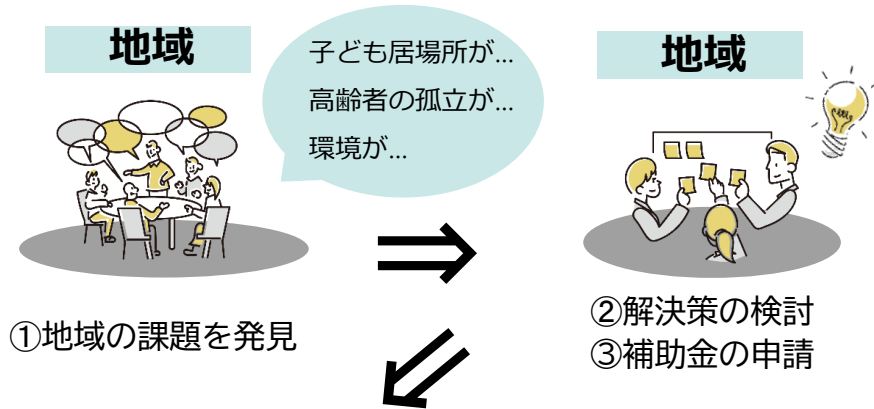 地域
子ども居場所が...
高齢者の孤立が...
環境が...
地域
①地域の課題を発見
②解決策の検討
③補助金の申請